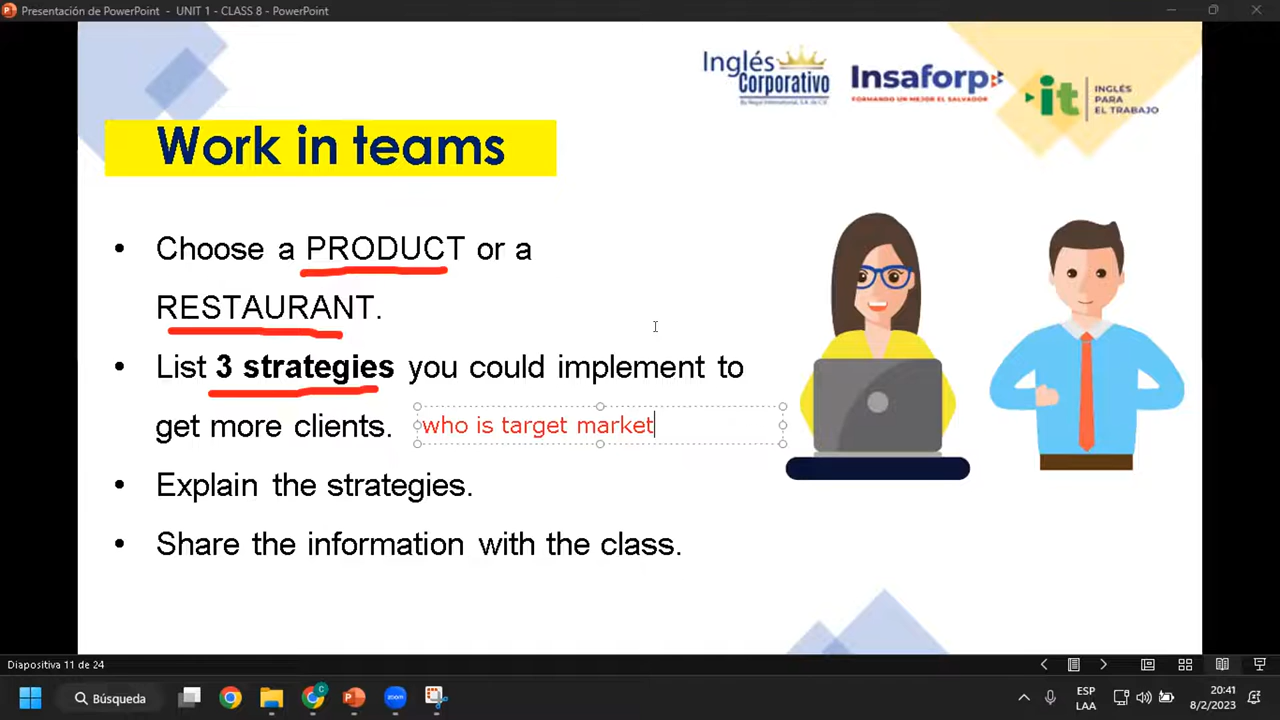 Presentación de PowerPoint - UNIT 1 - CLASS 8 - PowerPoint
Inglés
Corporativo
Insaforp
FORMANDO UN MEJOR EL SALVADOR
it
INGLÉS
PARA
EL TRABAJO
Work in teams
• Choose a PRODUCT or a
RESTAURANT.
• List 3 strategies you could implement to
get more clients. who is target market
• Explain the strategies.
• Share the information with the class.
Diapositiva 11 de 24
Búsqueda
ESP
LAA
20:41
8/2/2023